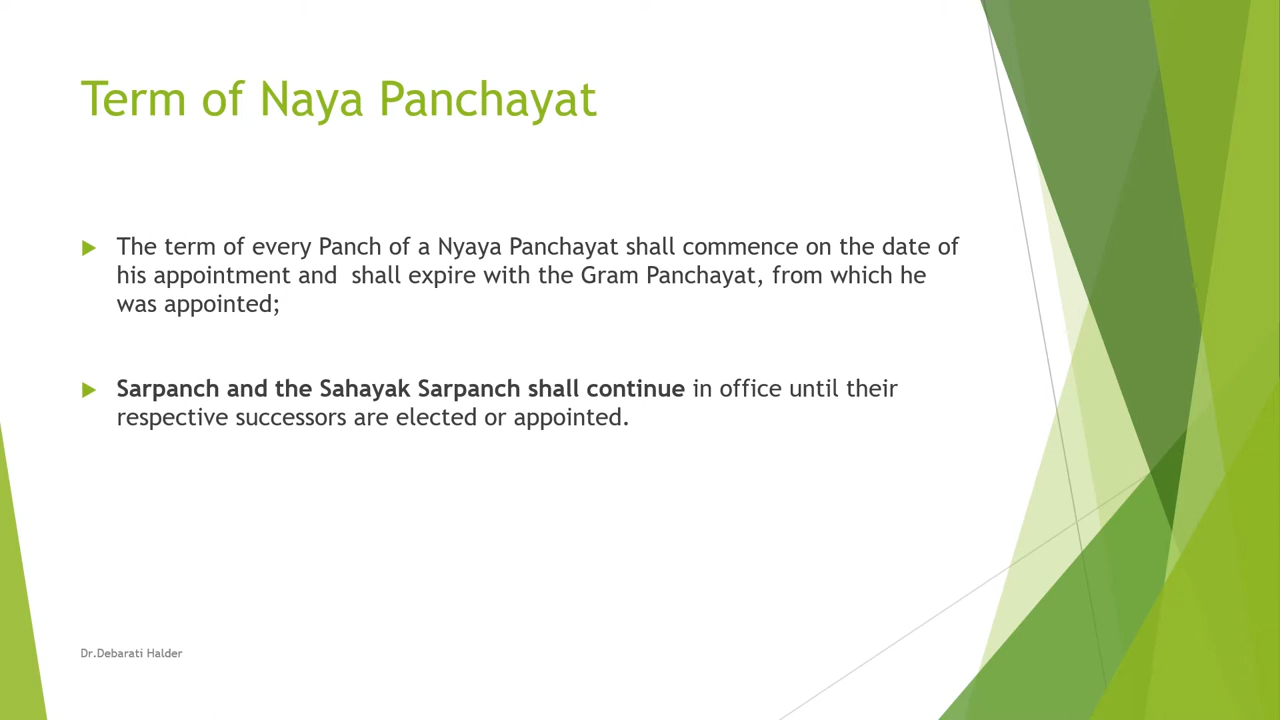 Term of Naya Panchayat
The term of every Panch of a Nyaya Panchayat shall commence on the date of
his appointment and  shall expire with the Gram Panchayat, from which he
was appointed;
Sarpanch and the Sahayak Sarpanch shall continue in office until their
respective successors are elected or appointed.
Dr.Debarati Halder